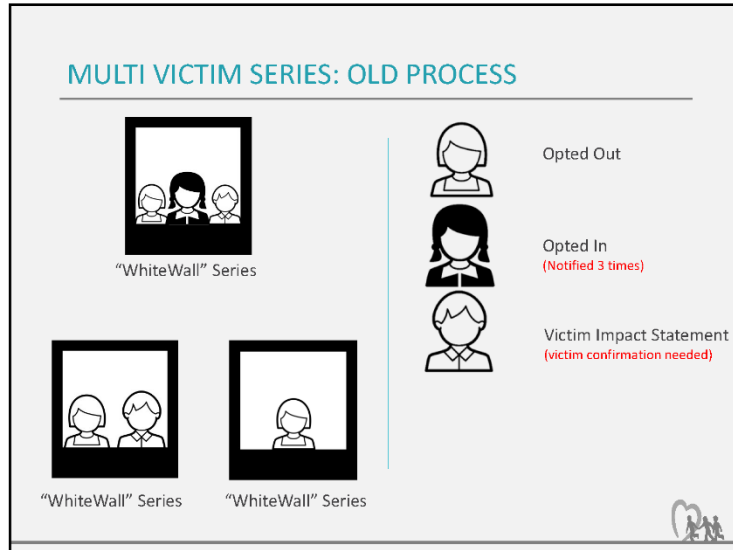 MULTI VICTIM SERIES: OLD PROCESS
"WhiteWall" Series
Opted Out
Opted In
(Notified 3 times)
Victim Impact Statement
(victim confirmation needed)
"WhiteWall" Series
"WhiteWall" Series